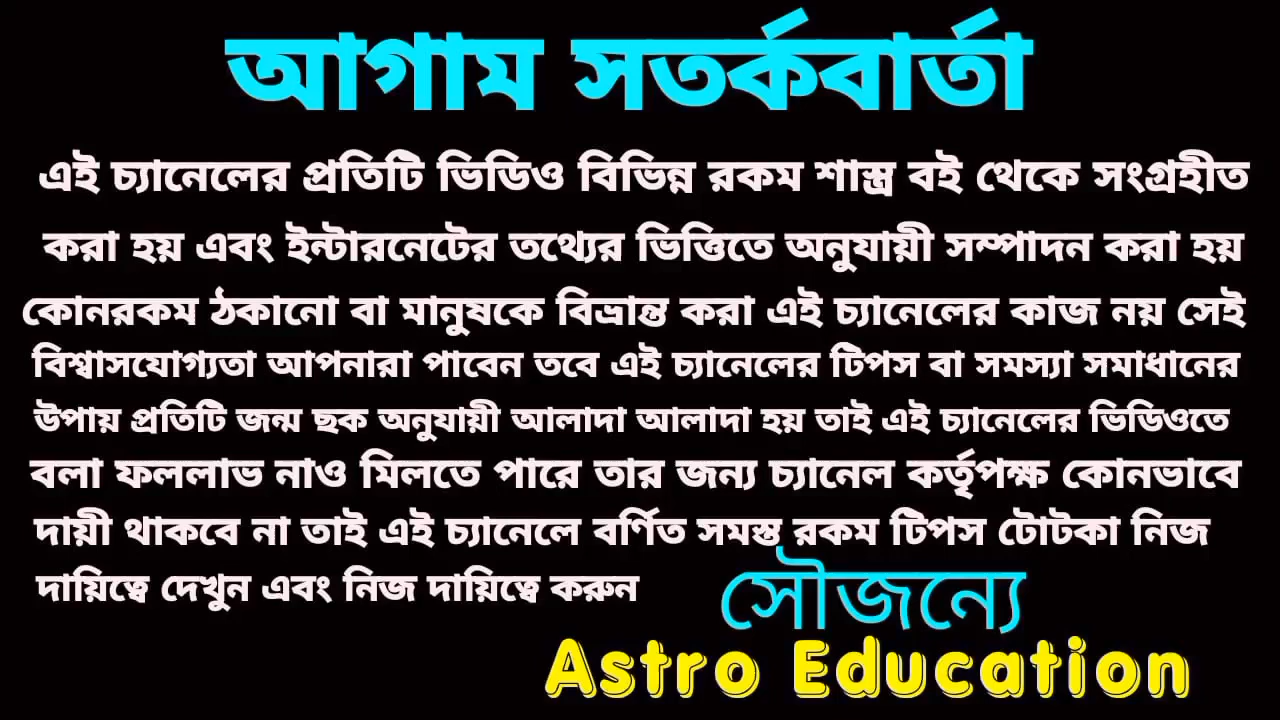 আগাম সতর্কবার্তা
এই চ্যানেলের প্রতিটি ভিডিও বিভিন্ন রকম শাস্ত্র বই থেকে সংগ্রহীত
করা হয় এবং ইন্টারনেটের তথ্যের ভিত্তিতে অনুযায়ী সম্পাদন করা হয়
কোনরকম ঠকানো বা মানুষকে বিভ্রান্ত করা এই চ্যানেলের কাজ নয় সেই
বিশ্বাসযোগ্যতা আপনারা পাবেন তবে এই চ্যানেলের টিপস বা সমস্যা সমাধানের
উপায় প্রতিটি জন্ম ছক অনুযায়ী আলাদা আলাদা হয় তাই এই চ্যানেলের ভিডিওতে
বলা ফললাভ নাও মিলতে পারে তার জন্য চ্যানেল কর্তৃপক্ষ কোনভাবে
দায়ী থাকবে না তাই এই চ্যানেলে বর্ণিত সমস্ত রকম টিপস টোটকা নিজ
দায়িত্বে দেখুন এবং নিজ দায়িত্বে করুন
সৌজন্যে
Astro Education